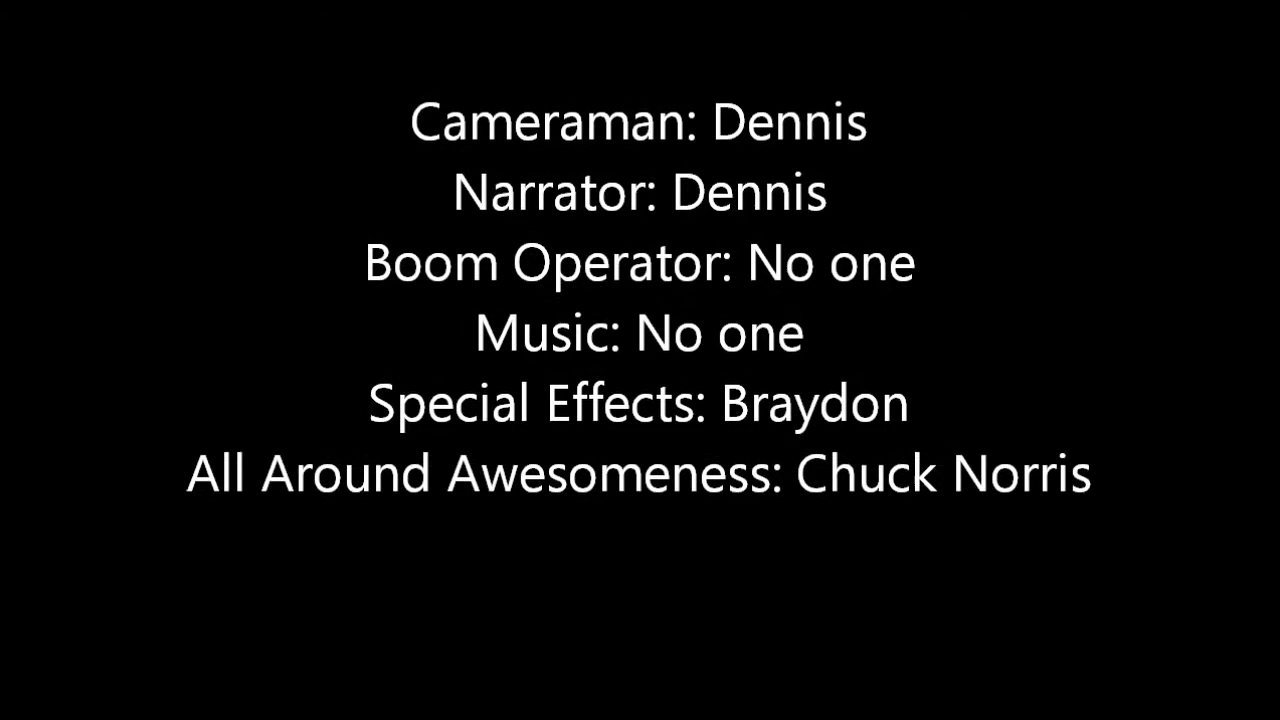 Cameraman: Dennis
Narrator: Dennis
Boom Operator: No one
Music: No one
Special Effects: Braydon
All Around Awesomeness: Chuck Norris